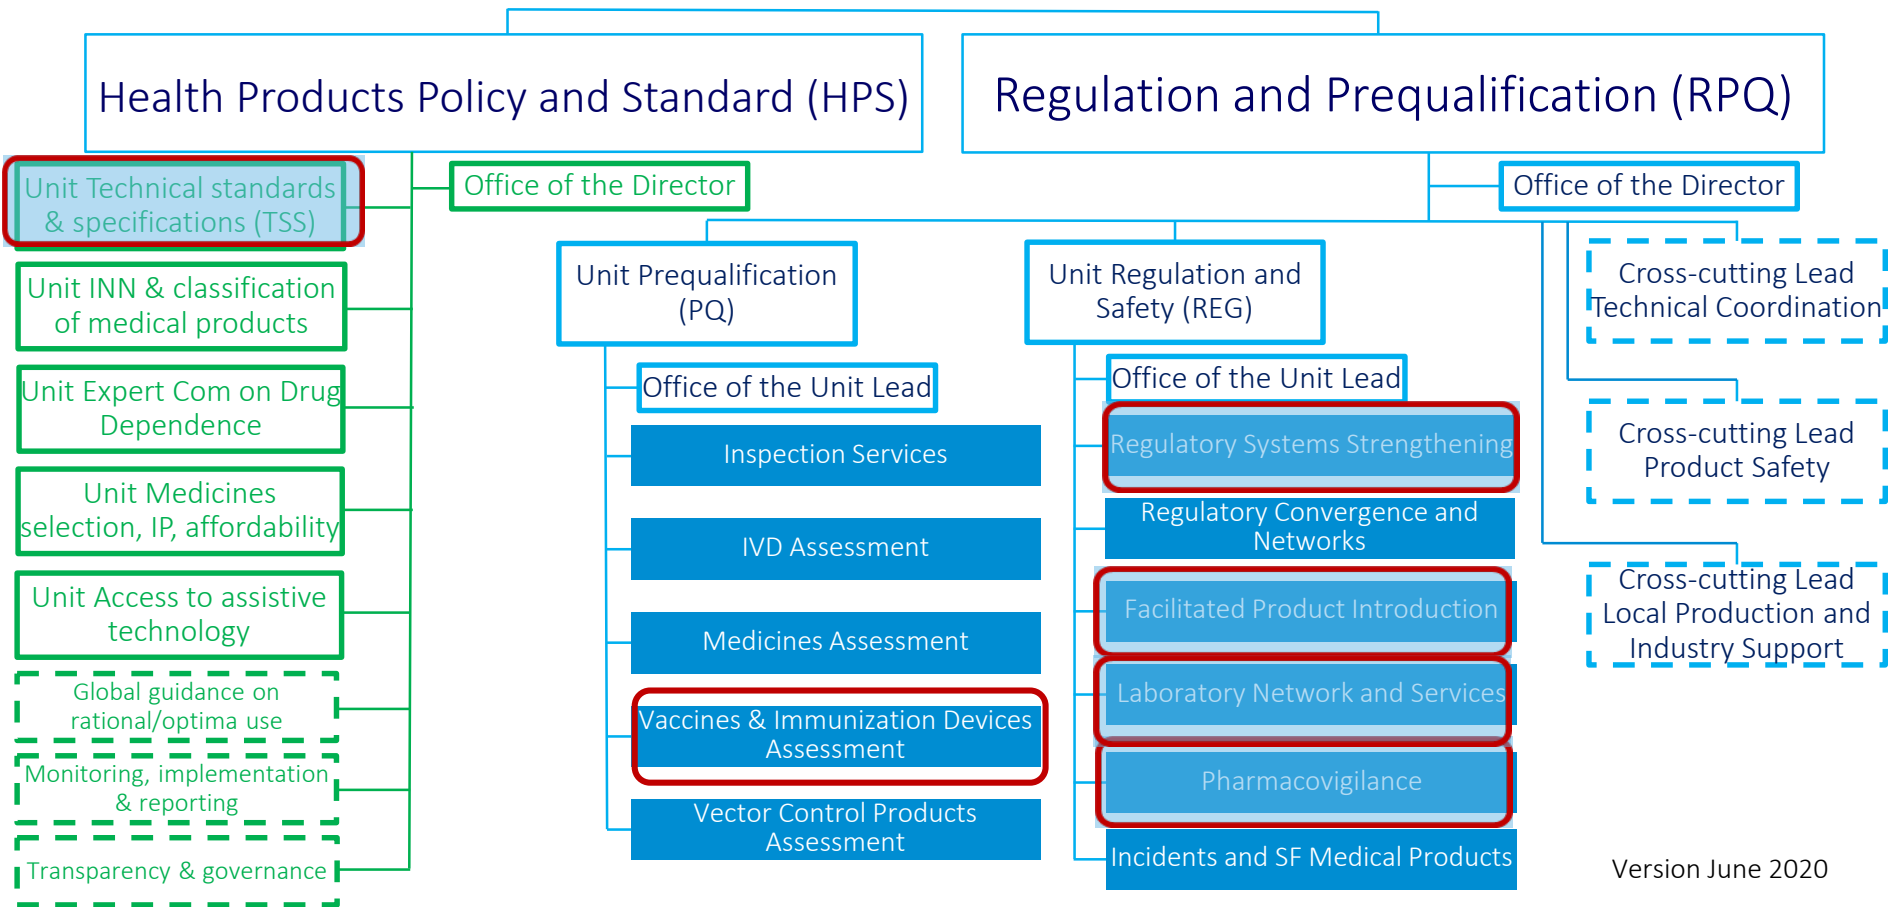 Health Products Policy and Standard (HPS)
Regulation and Prequalification (RPQ)
Unit Technical standards
& specifications (TSS)
Office of the Director
Unit INN & classification
of medical products
Unit Expert Com on Drug
Dependence
Unit Medicines
selection, IP, affordability
Unit Access to assistive
technology
Global guidance on
rational/optima use
Monitoring, implementation
& reporting
Transparency & governance
Office of the Director
Unit Prequalification
(PQ)
Office of the Unit Lead
Inspection Services
IVD Assessment
Medicines Assessment
Vaccines & Immunization Devices
Assessment
Vector Control Products
Assessment
Unit Regulation and
Safety (REG)
Office of the Unit Lead
Regulatory Systems Strengthening
Regulatory Convergence and
Networks
Facilitated Product Introduction
Laboratory Network and Services
Pharmacovigilance
Incidents and SF Medical Products
Cross-cutting Lead
Technical Coordination
Cross-cutting Lead
Product Safety
Cross-cutting Lead
Local Production and
Industry Support
Version June 2020